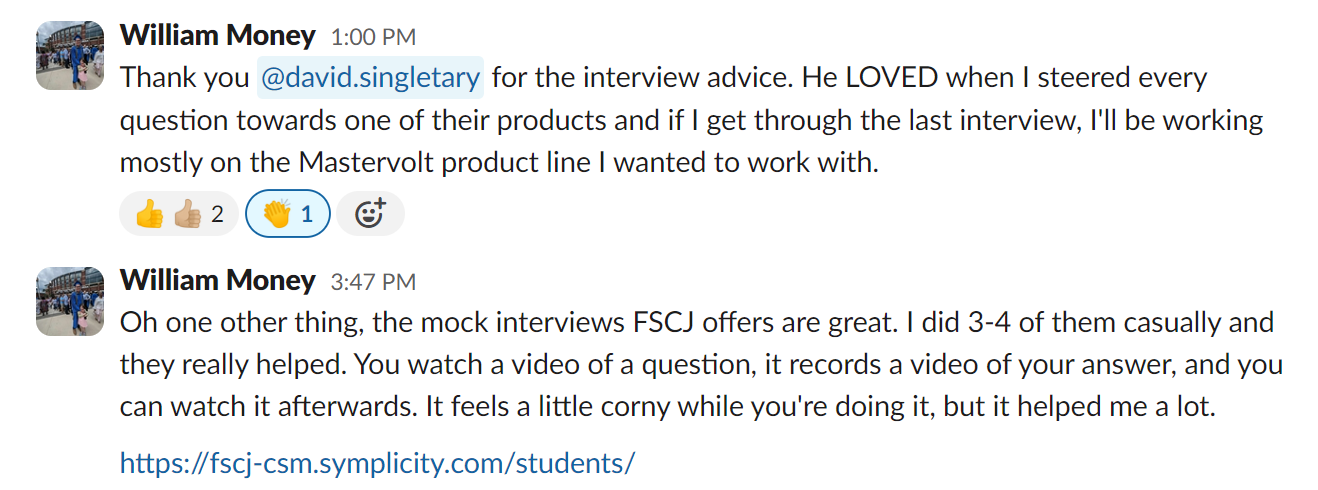 William Money 1:00 PM
Thank you @david.singletary for the interview advice. He LOVED when I steered every
question towards one of their products and if I get through the last interview, I'll be working
mostly on the Mastervolt product line I wanted to work with.
👍 👍🏼 2 👏 1
William Money 3:47 PM
Oh one other thing, the mock interviews FSCJ offers are great. I did 3-4 of them casually and
they really helped. You watch a video of a question, it records a video of your answer, and you
can watch it afterwards. It feels a little corny while you're doing it, but it helped me a lot.
https://fscj-csm.symplicity.com/students/